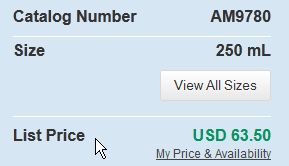 Catalog Number AM9780
Size 250 mL
View All Sizes
List Price USD 63.50
My Price & Availability